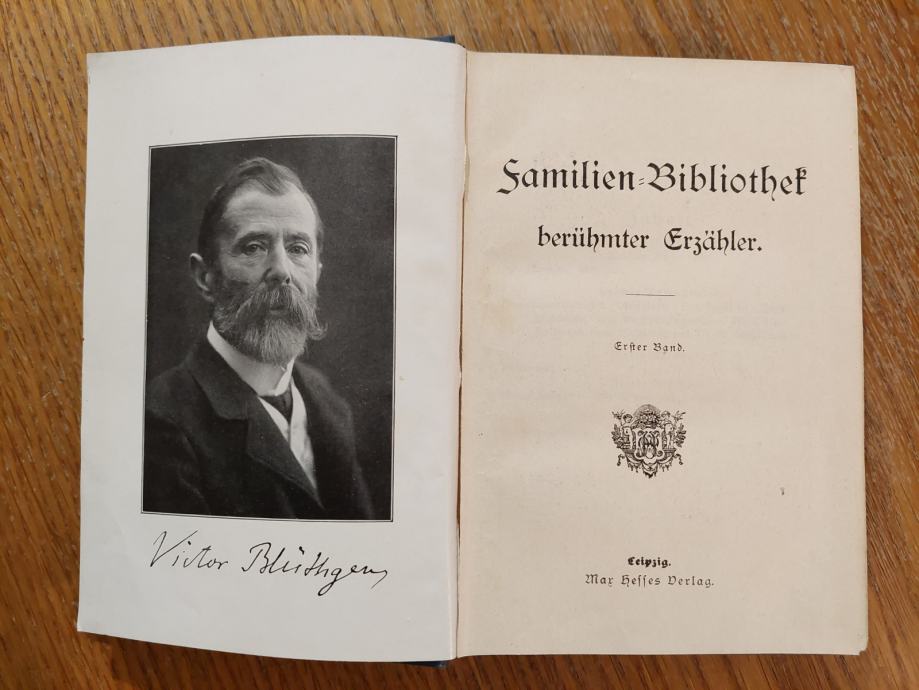 Victor Blüthgen
Familien-Bibliothek
berühmter Erzähler.
Erster Band.
Leipzig.
Max Hesses Verlag.